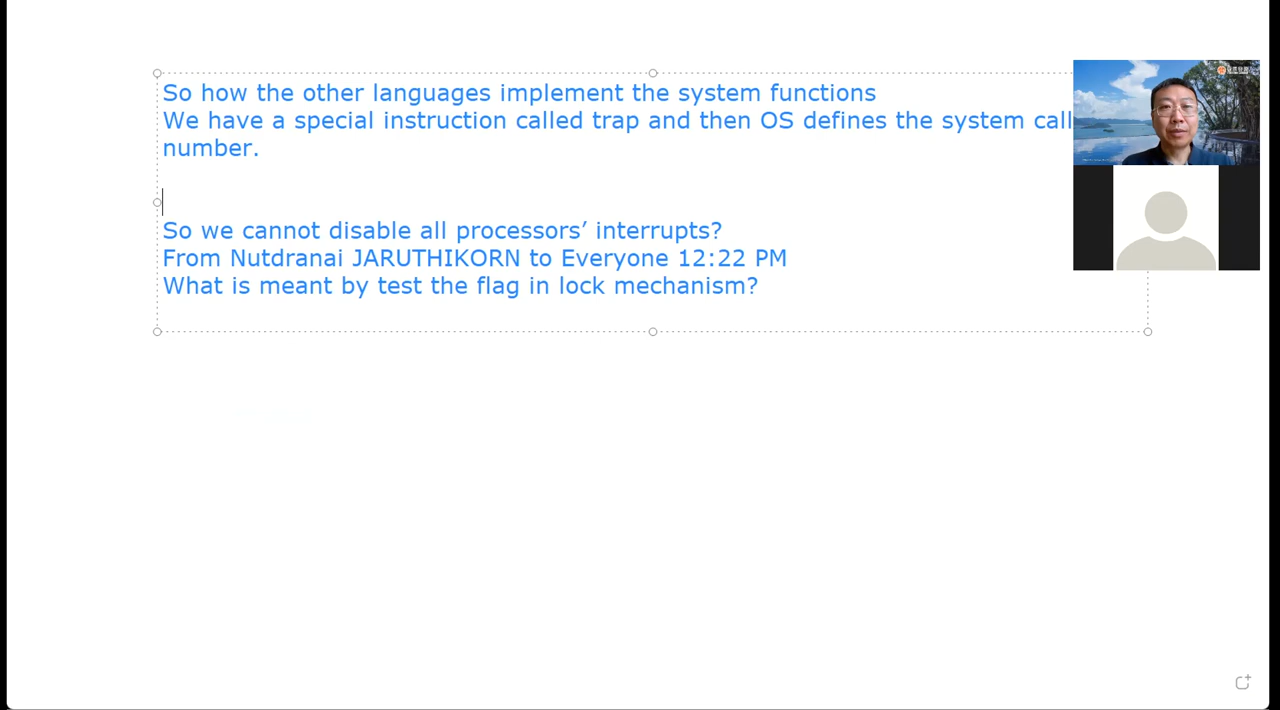 So how the other languages implement the system functions
We have a special instruction called trap and then OS defines the system call
number.
So we cannot disable all processors’ interrupts?
From Nutdranai JARUTHIKORN to Everyone 12:22 PM
What is meant by test the flag in lock mechanism?